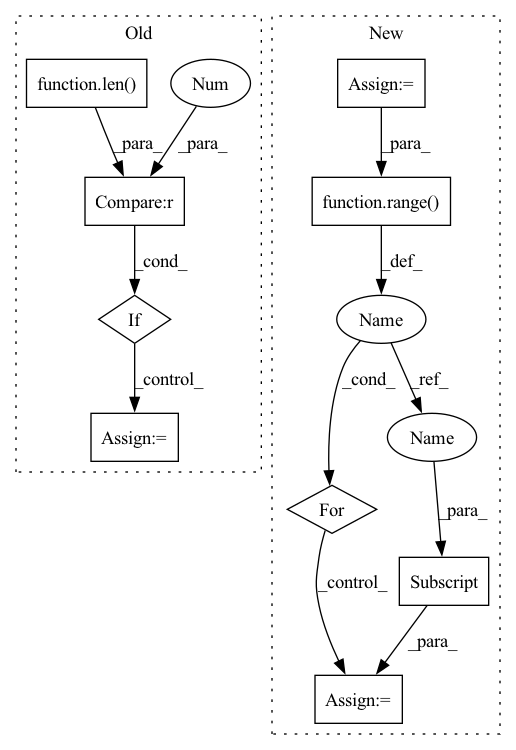 Old
function.len()
Num
_para_
_para_
Compare:r
_cond_
If
_control_
Assign:=
New
Assign:=
_para_
function.range()
_def_
Name
_cond_
_ref_
Name
For
_para_
Subscript
_control_
_para_
Assign:=